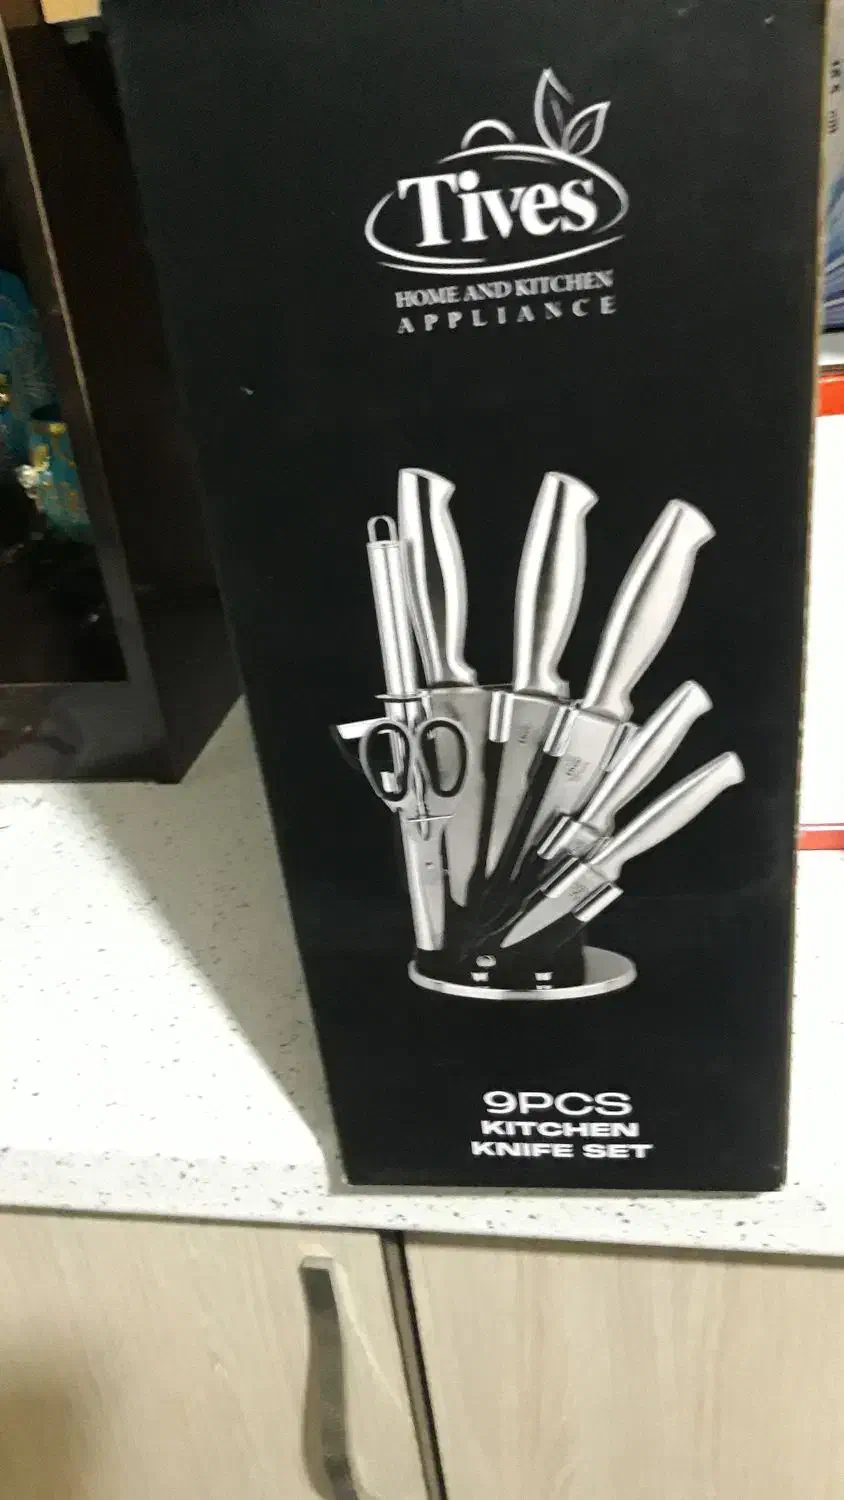 Tives
HOME AND KITCHEN
APPLIANCE
9PCS
KITCHEN
KNIFE SET